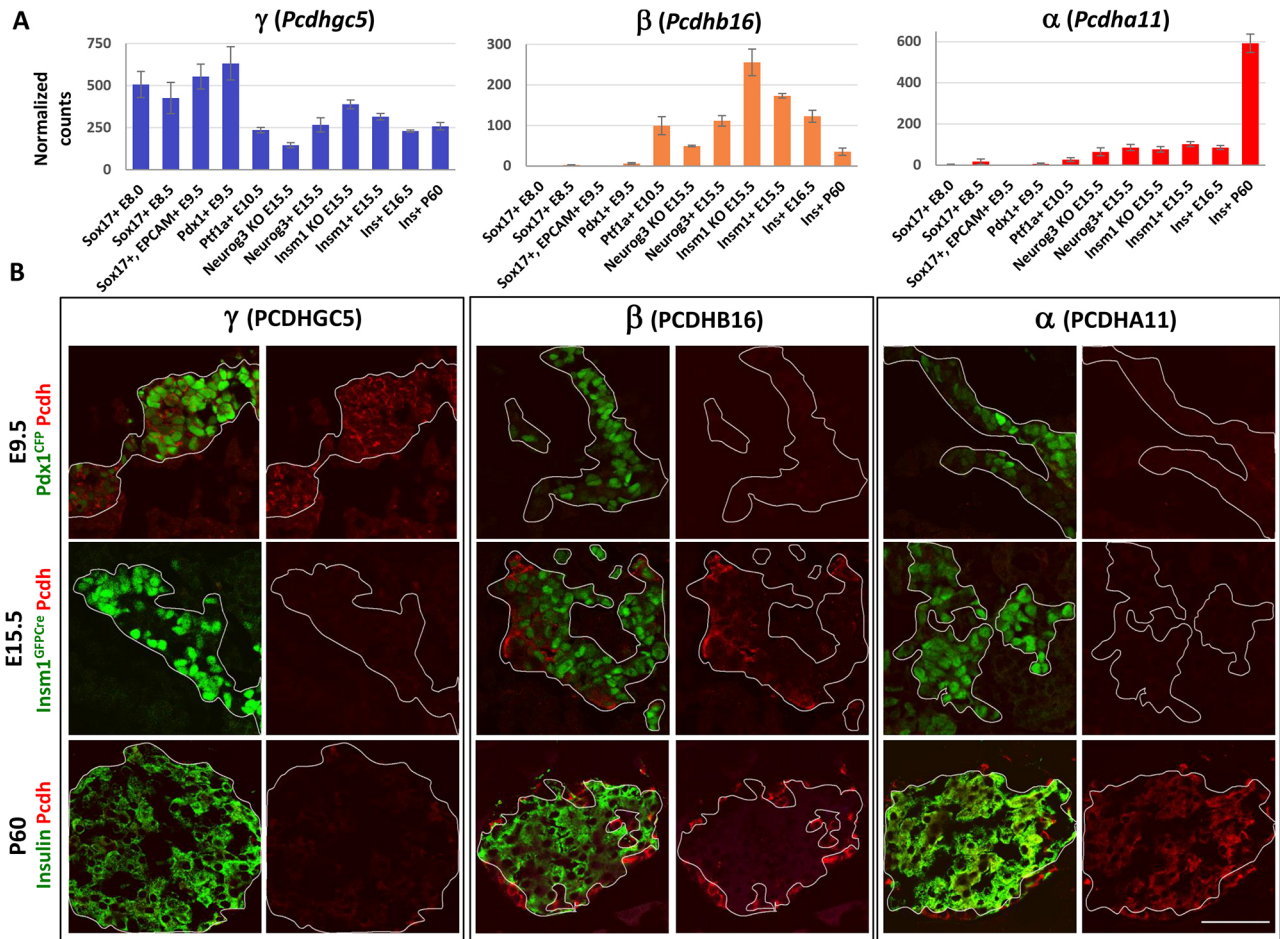 A
γ (Pcdhgc5)
β (Pcdhb16)
α (Pcdha11)
Normalized
counts
750
500
250
0
300
200
100
0
600
400
200
0
Sox17+ E8.0
Sox17+ E8.5
Sox17+, EPCAM+ E9.5
Pdx1+ E9.5
Ptf1a+ E10.5
Neurog3 KO E15.5
Neurog3+ E15.5
Insm1 KO E15.5
Insm1+ E15.5
Ins+ E16.5
Ins+ P60
Sox17+ E8.0
Sox17+ E8.5
Sox17+, EPCAM+ E9.5
Pdx1+ E9.5
Ptf1a+ E10.5
Neurog3 KO E15.5
Neurog3+ E15.5
Insm1 KO E15.5
Insm1+ E15.5
Ins+ E16.5
Ins+ P60
Sox17+ E8.0
Sox17+ E8.5
Sox17+, EPCAM+ E9.5
Pdx1+ E9.5
Ptf1a+ E10.5
Neurog3 KO E15.5
Neurog3+ E15.5
Insm1 KO E15.5
Insm1+ E15.5
Ins+ E16.5
Ins+ P60
B
γ (PCDHGC5)
β (PCDHB16)
α (PCDHA11)
E9.5
Pdx1CFP Pcdh
E15.5
Insm1GFPCre Pcdh
P60
Insulin Pcdh